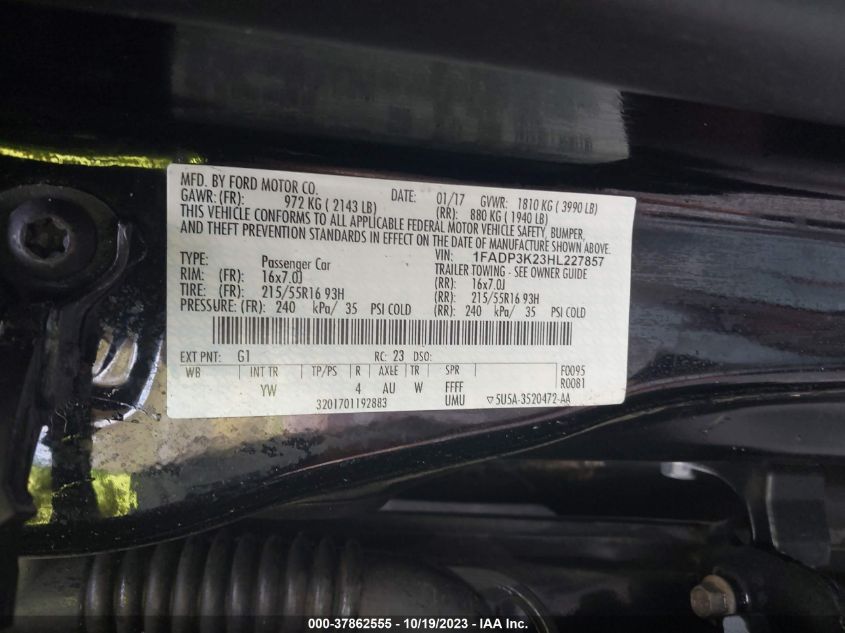 MFD. BY FORD MOTOR CO. DATE: 01/17 GVWR: 1810 KG ( 3990 LB)
GAWR: (FR): 972 KG ( 2143 LB) (RR): 880 KG ( 1940 LB)
THIS VEHICLE CONFORMS TO ALL APPLICABLE FEDERAL MOTOR VEHICLE SAFETY, BUMPER,
AND THEFT PREVENTION STANDARDS IN EFFECT ON THE DATE OF MANUFACTURE SHOWN ABOVE.
VIN: 1FADP3K23HL227857
TYPE: Passenger Car TRAILER TOWING - SEE OWNER GUIDE
RIM: (FR): 16x7.0J (RR): 16x7.0J
TIRE: (FR): 215/55R16 93H (RR): 215/55R16 93H
PRESSURE: (FR): 240 kPa/ 35 PSI COLD (RR): 240 kPa/ 35 PSI COLD
EXT PNT: G1 RC: 23 DSO: F0095
WB INT TR TP/PS R AXLE TR SPR R0081
YW 4 AU W FFFF
3201701192883 UMU ▽5U5A-3520472-AA
000-37862555 - 10/19/2023 - IAA Inc.